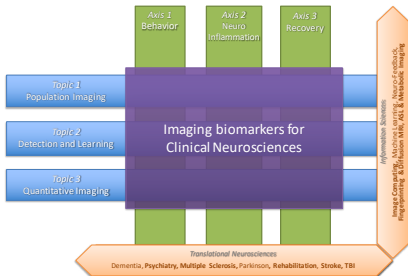 Axis 1
Behavior
Axis 2
Neuro
Inflammation
Axis 3
Recovery
Topic 1
Population Imaging
Topic 2
Detection and Learning
Topic 3
Quantitative Imaging
Imaging biomarkers for
Clinical Neurosciences
Information Sciences
Image Computing, Machine Learning, Neuro-Feedback,
Fingerprinting & Diffusion MRI, ASL & Metabolic Imaging
Translational Neurosciences
Dementia, Psychiatry, Multiple Sclerosis, Parkinson, Rehabilitation, Stroke, TBI